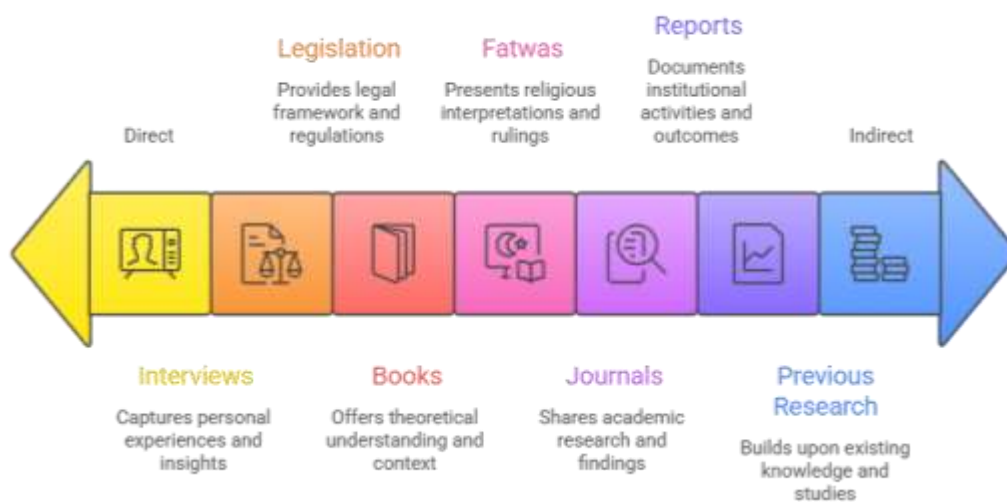 Reports
Legislation
Fatwas
Documents
institutional
activities and
outcomes
Provides legal
framework and
regulations
Presents religious
interpretations and
rulings
Direct
Indirect
Interviews
Captures personal
experiences and
insights
Books
Offers theoretical
understanding and
context
Journals
Shares academic
research and
findings
Previous
Research
Builds upon existing
knowledge and
studies